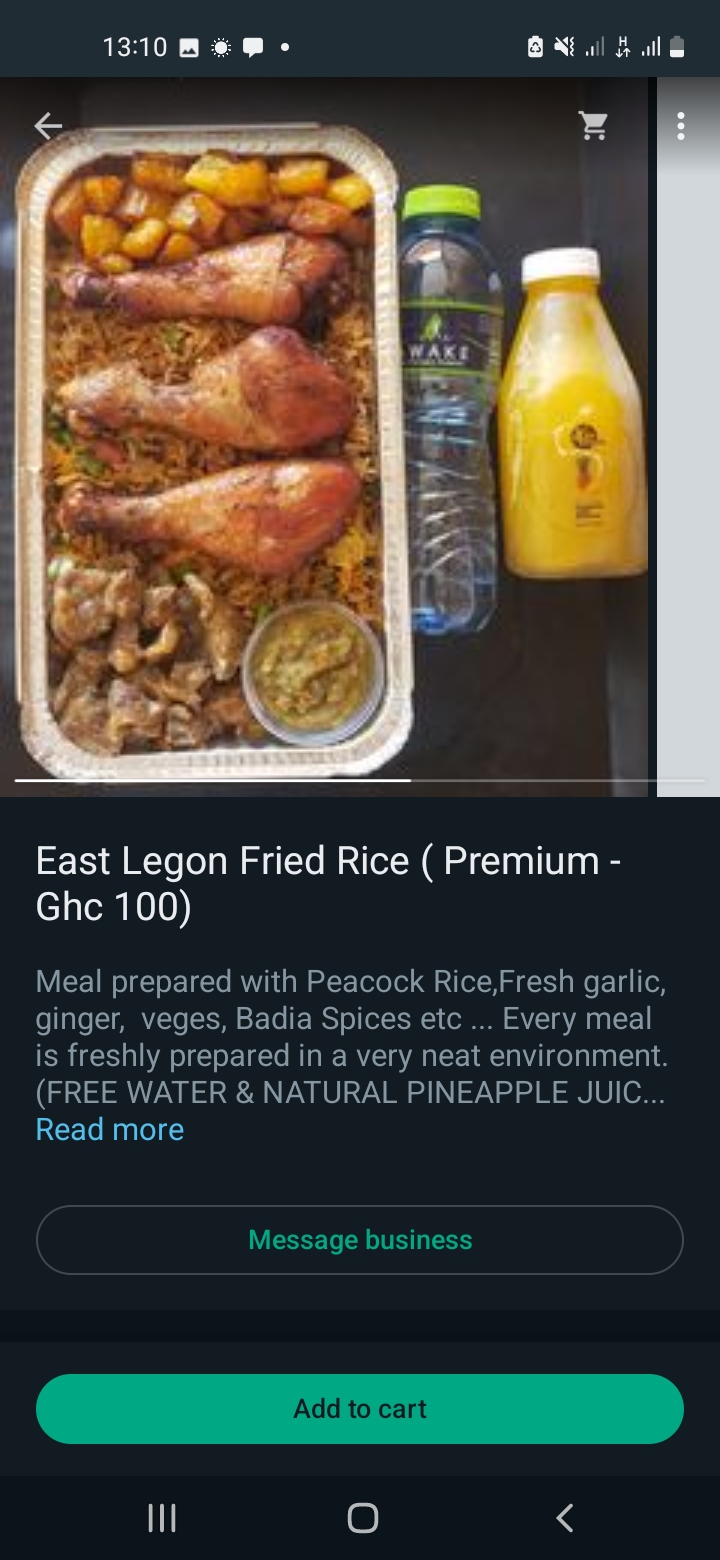 13:10
H
WAKE
East Legon Fried Rice ( Premium -
Ghc 100)
Meal prepared with Peacock Rice,Fresh garlic,
ginger,  veges, Badia Spices etc ... Every meal
is freshly prepared in a very neat environment.
(FREE WATER & NATURAL PINEAPPLE JUIC...
Read more
Message business
Add to cart